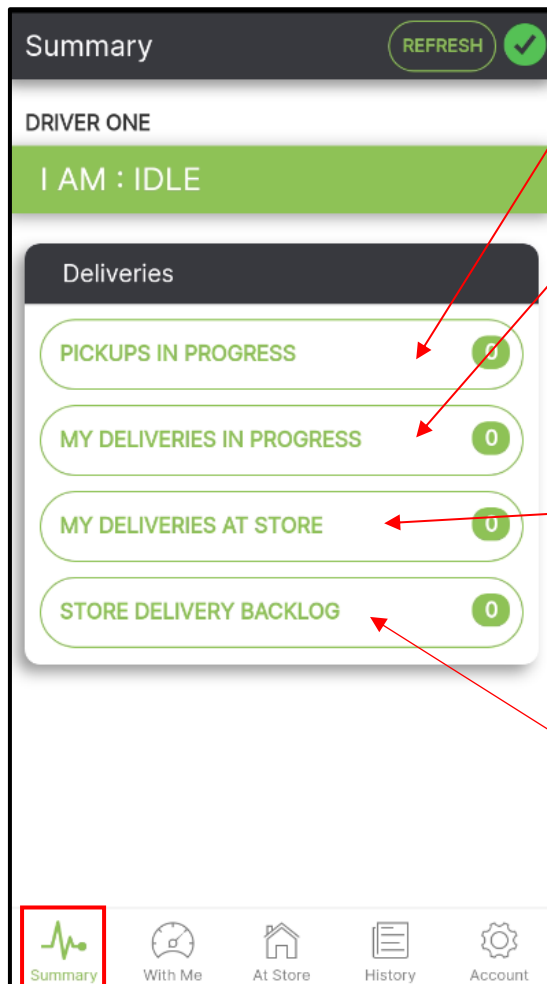 Summary REFRESH
DRIVER ONE
I AM : IDLE
Deliveries
PICKUPS IN PROGRESS 0
MY DELIVERIES IN PROGRESS 0
MY DELIVERIES AT STORE 0
STORE DELIVERY BACKLOG 0
Summary With Me At Store History Account